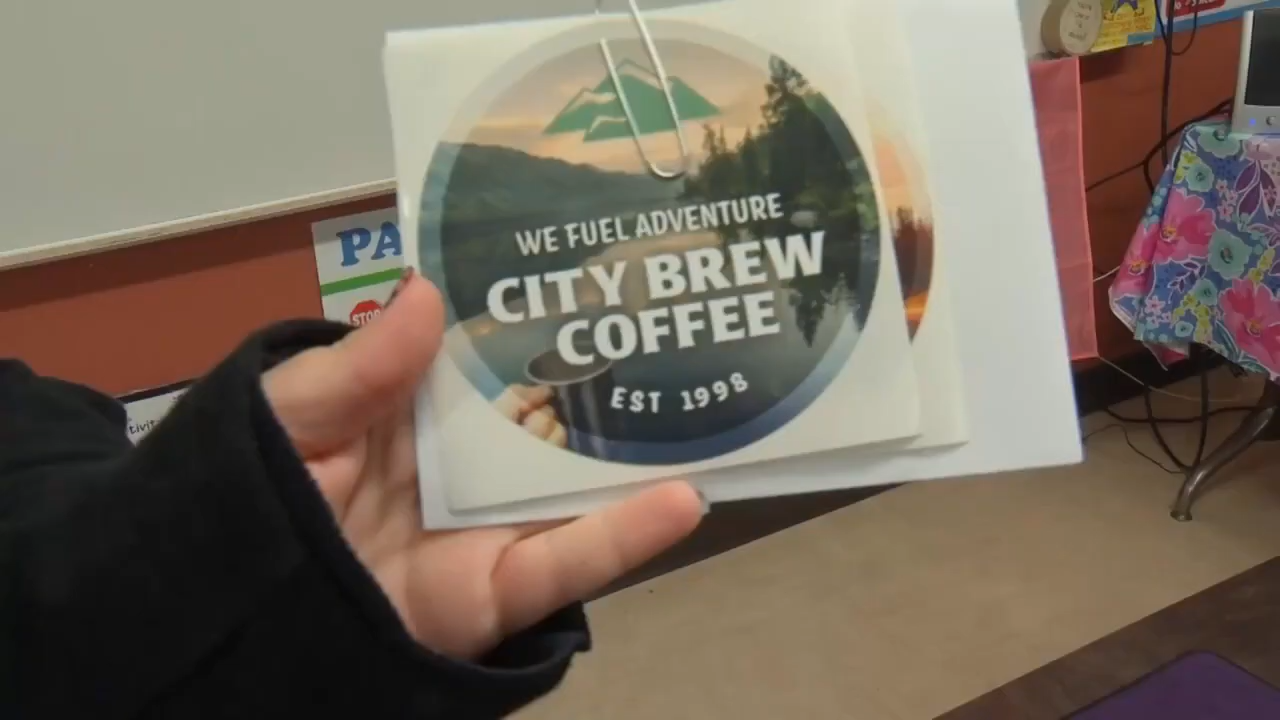 WE FUEL ADVENTURE
CITY BREW
COFFEE
EST 1998
PA
STOP